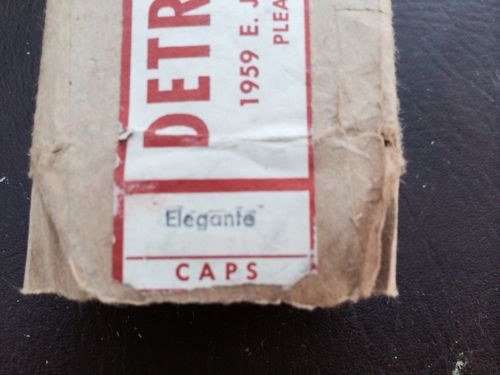 DETR
1959 E. J
PLEA
Elegante
CAPS